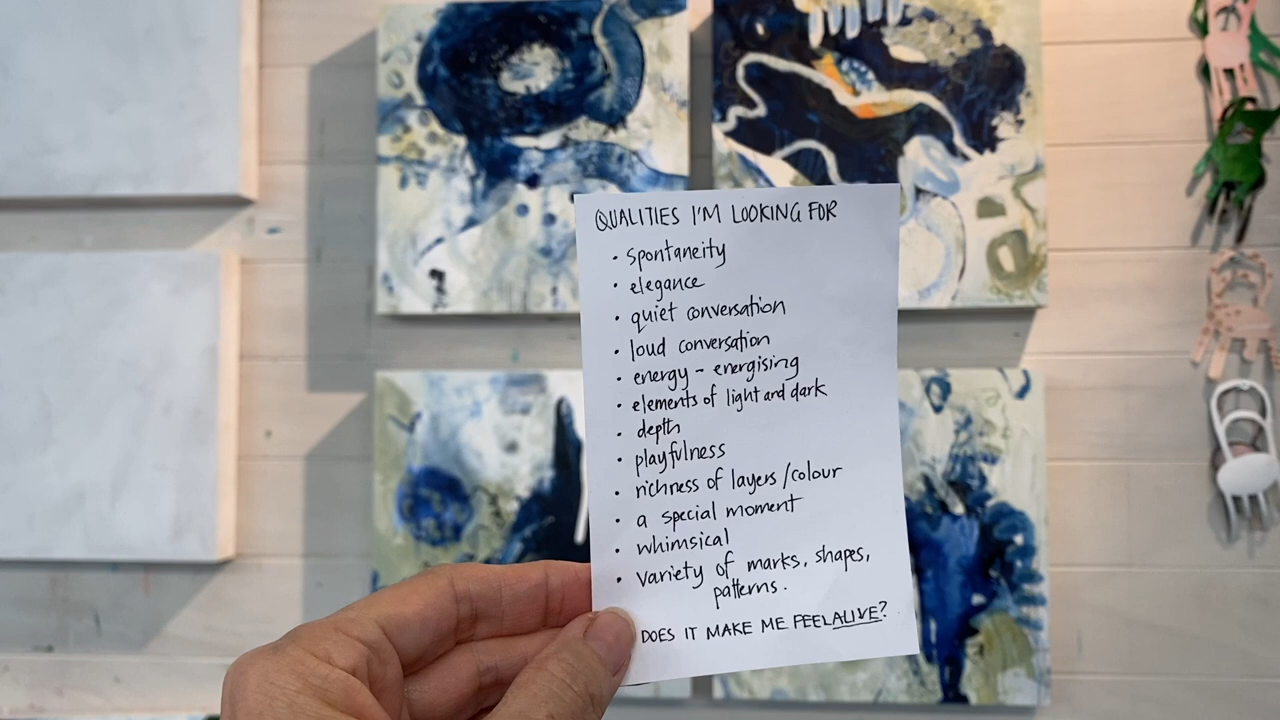 QUALITIES I'M LOOKING FOR
• spontaneity
• elegance
• quiet conversation
• loud conversation
• energy - energising
• elements of light and dark
• depth
• playfulness
• richness of layers/colour
• a special moment
• whimsical
• variety of marks, shapes,
patterns.
DOES IT MAKE ME FEEL ALIVE?